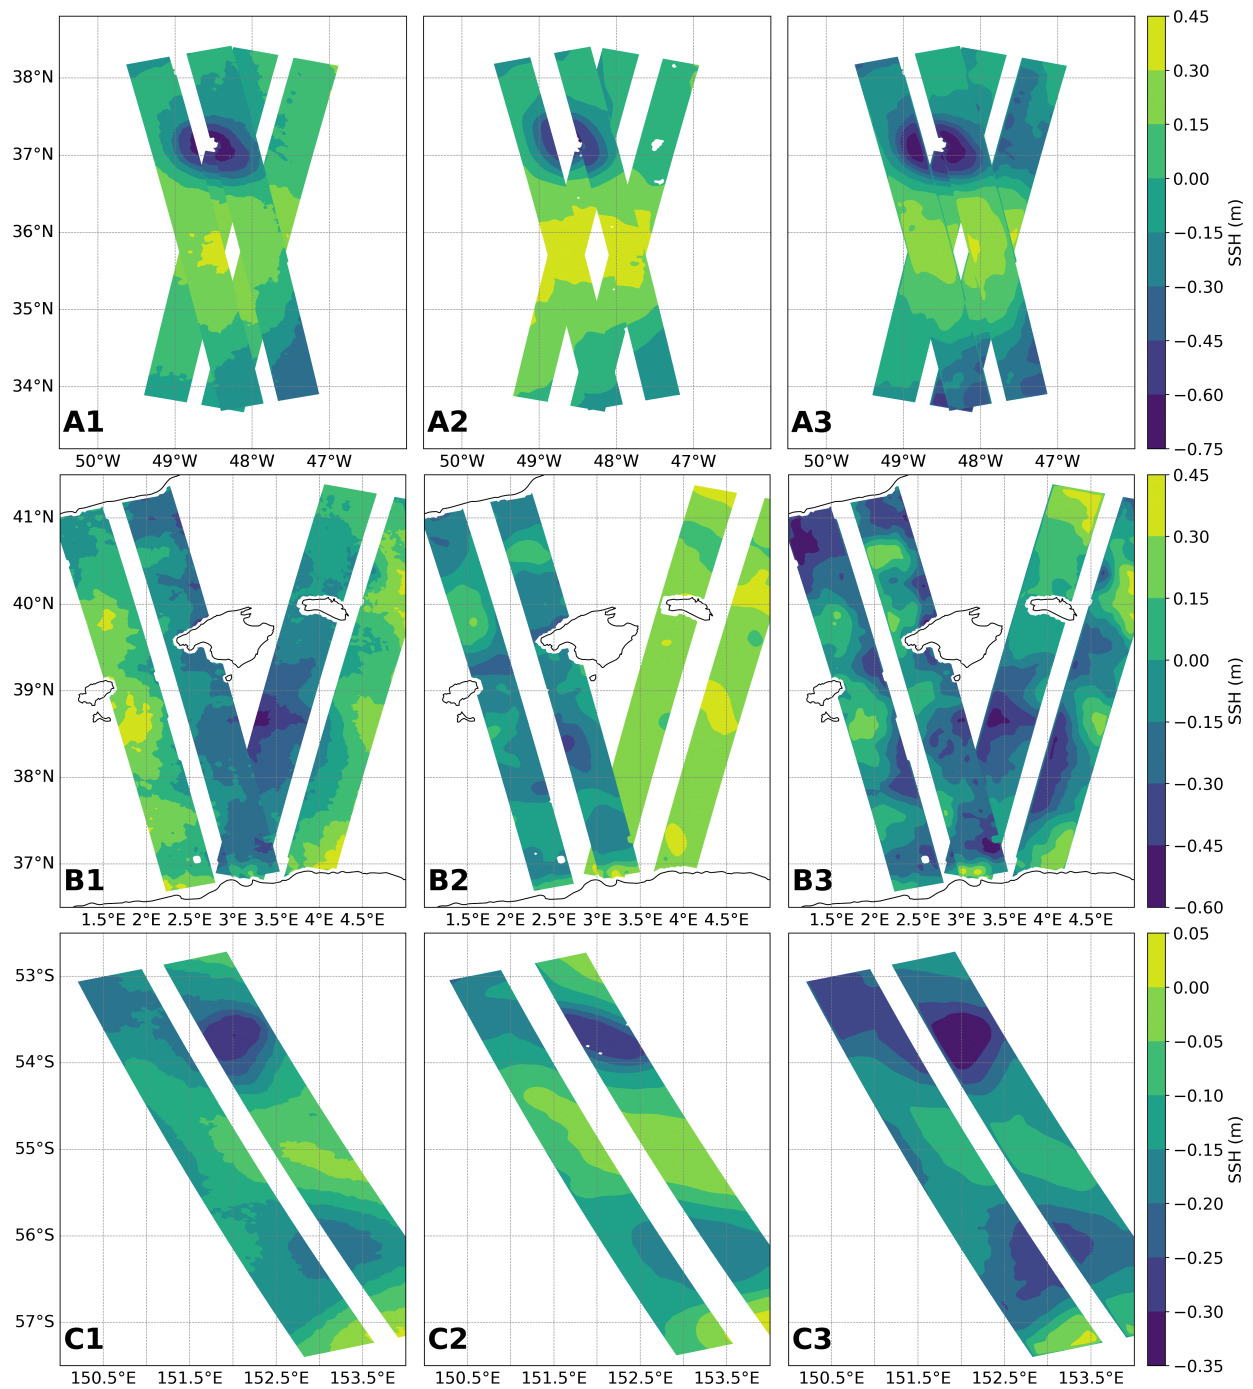 38°N
37°N
36°N
35°N
34°N
A1
A2
A3
50°W 49°W 48°W 47°W
50°W 49°W 48°W 47°W
50°W 49°W 48°W 47°W
0.45
0.30
0.15
0.00
−0.15
−0.30
−0.45
−0.60
−0.75
SSH (m)
41°N
40°N
39°N
38°N
37°N
B1
B2
B3
1.5°E 2°E 2.5°E 3°E 3.5°E 4°E 4.5°E
1.5°E 2°E 2.5°E 3°E 3.5°E 4°E 4.5°E
1.5°E 2°E 2.5°E 3°E 3.5°E 4°E 4.5°E
0.45
0.30
0.15
0.00
−0.15
−0.30
−0.45
−0.60
SSH (m)
53°S
54°S
55°S
56°S
57°S
C1
C2
C3
150.5°E 151.5°E 152.5°E 153.5°E
150.5°E 151.5°E 152.5°E 153.5°E
150.5°E 151.5°E 152.5°E 153.5°E
0.05
0.00
−0.05
−0.10
−0.15
−0.20
−0.25
−0.30
−0.35
SSH (m)